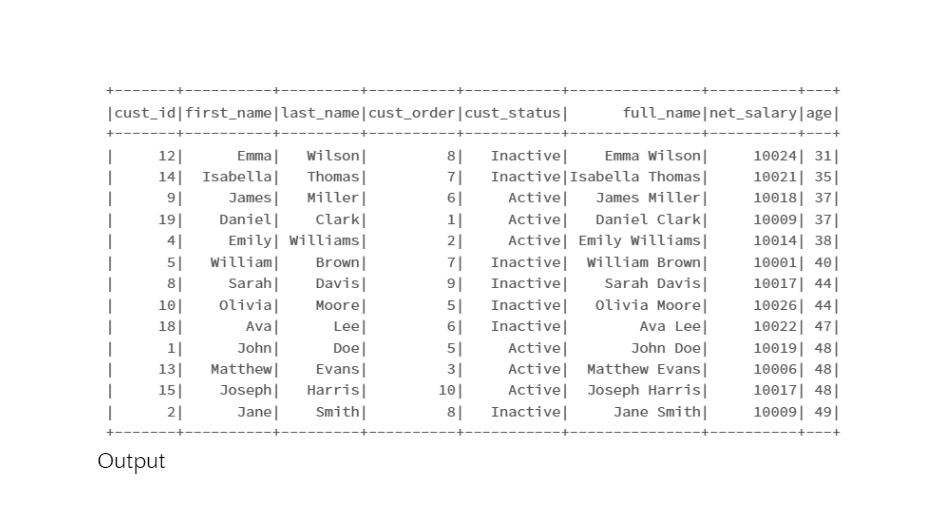 +-------+----------+---------+----------+-----------+---------------+----------+---+
|cust_id|first_name|last_name|cust_order|cust_status|      full_name|net_salary|age|
+-------+----------+---------+----------+-----------+---------------+----------+---+
|     12|      Emma|   Wilson|         8|   Inactive|    Emma Wilson|     10024| 31|
|     14|  Isabella|   Thomas|         7|   Inactive|Isabella Thomas|     10021| 35|
|      9|     James|   Miller|         6|     Active|   James Miller|     10018| 37|
|     19|    Daniel|    Clark|         1|     Active|   Daniel Clark|     10009| 37|
|      4|     Emily| Williams|         2|     Active| Emily Williams|     10014| 38|
|      5|   William|    Brown|         7|   Inactive|  William Brown|     10001| 40|
|      8|     Sarah|    Davis|         9|   Inactive|    Sarah Davis|     10017| 44|
|     10|    Olivia|    Moore|         5|   Inactive|   Olivia Moore|     10026| 44|
|     18|       Ava|      Lee|         6|   Inactive|        Ava Lee|     10022| 47|
|      1|      John|      Doe|         5|     Active|       John Doe|     10019| 48|
|     13|   Matthew|    Evans|         3|     Active|  Matthew Evans|     10006| 48|
|     15|    Joseph|   Harris|        10|     Active|  Joseph Harris|     10017| 48|
|      2|      Jane|    Smith|         8|   Inactive|     Jane Smith|     10009| 49|
+-------+----------+---------+----------+-----------+---------------+----------+---+
Output